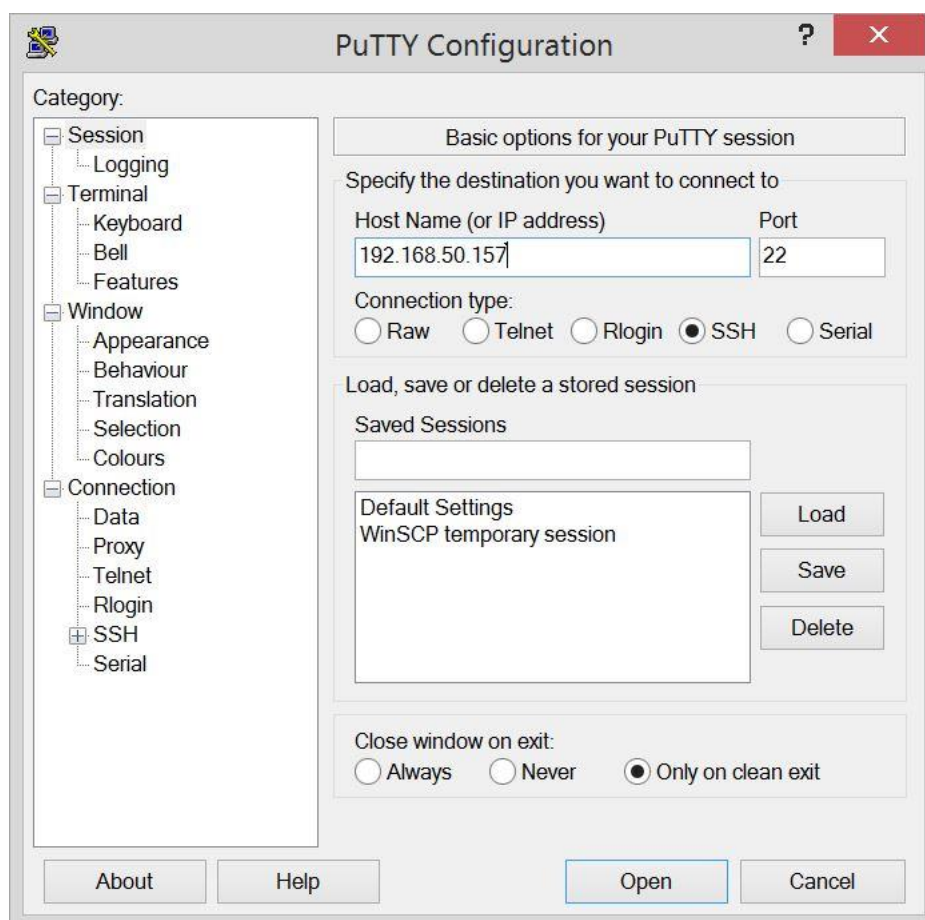 PuTTY Configuration
?
X
Category:
Session
Logging
Terminal
Keyboard
Bell
Features
Window
Appearance
Behaviour
Translation
Selection
Colours
Connection
Data
Proxy
Telnet
Rlogin
SSH
Serial
Basic options for your PuTTY session
Specify the destination you want to connect to
Host Name (or IP address) Port
192.168.50.157 22
Connection type:
Raw Telnet Rlogin SSH Serial
Load, save or delete a stored session
Saved Sessions
Default Settings
WinSCP temporary session
Load
Save
Delete
Close window on exit:
Always Never Only on clean exit
About Help Open Cancel